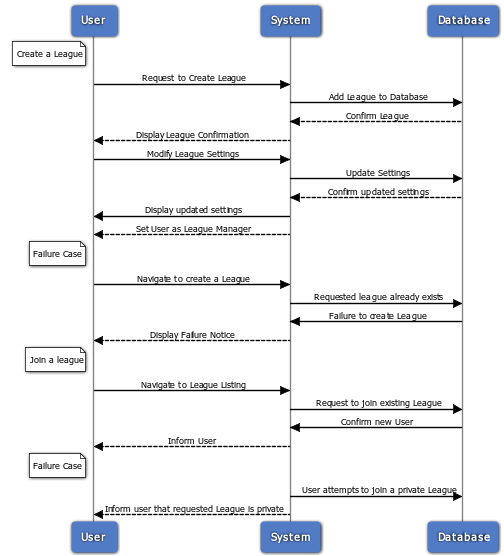 User
System
Database
Create a League
Request to Create League
Add League to Database
Confirm League
Display League Confirmation
Modify League Settings
Update Settings
Confirm updated settings
Display updated settings
Set User as League Manager
Failure Case
Navigate to create a League
Requested league already exists
Failure to create League
Display Failure Notice
Join a league
Navigate to League Listing
Request to join existing League
Confirm new User
Inform User
Failure Case
User attempts to join a private League
Inform user that requested League is private
User
System
Database